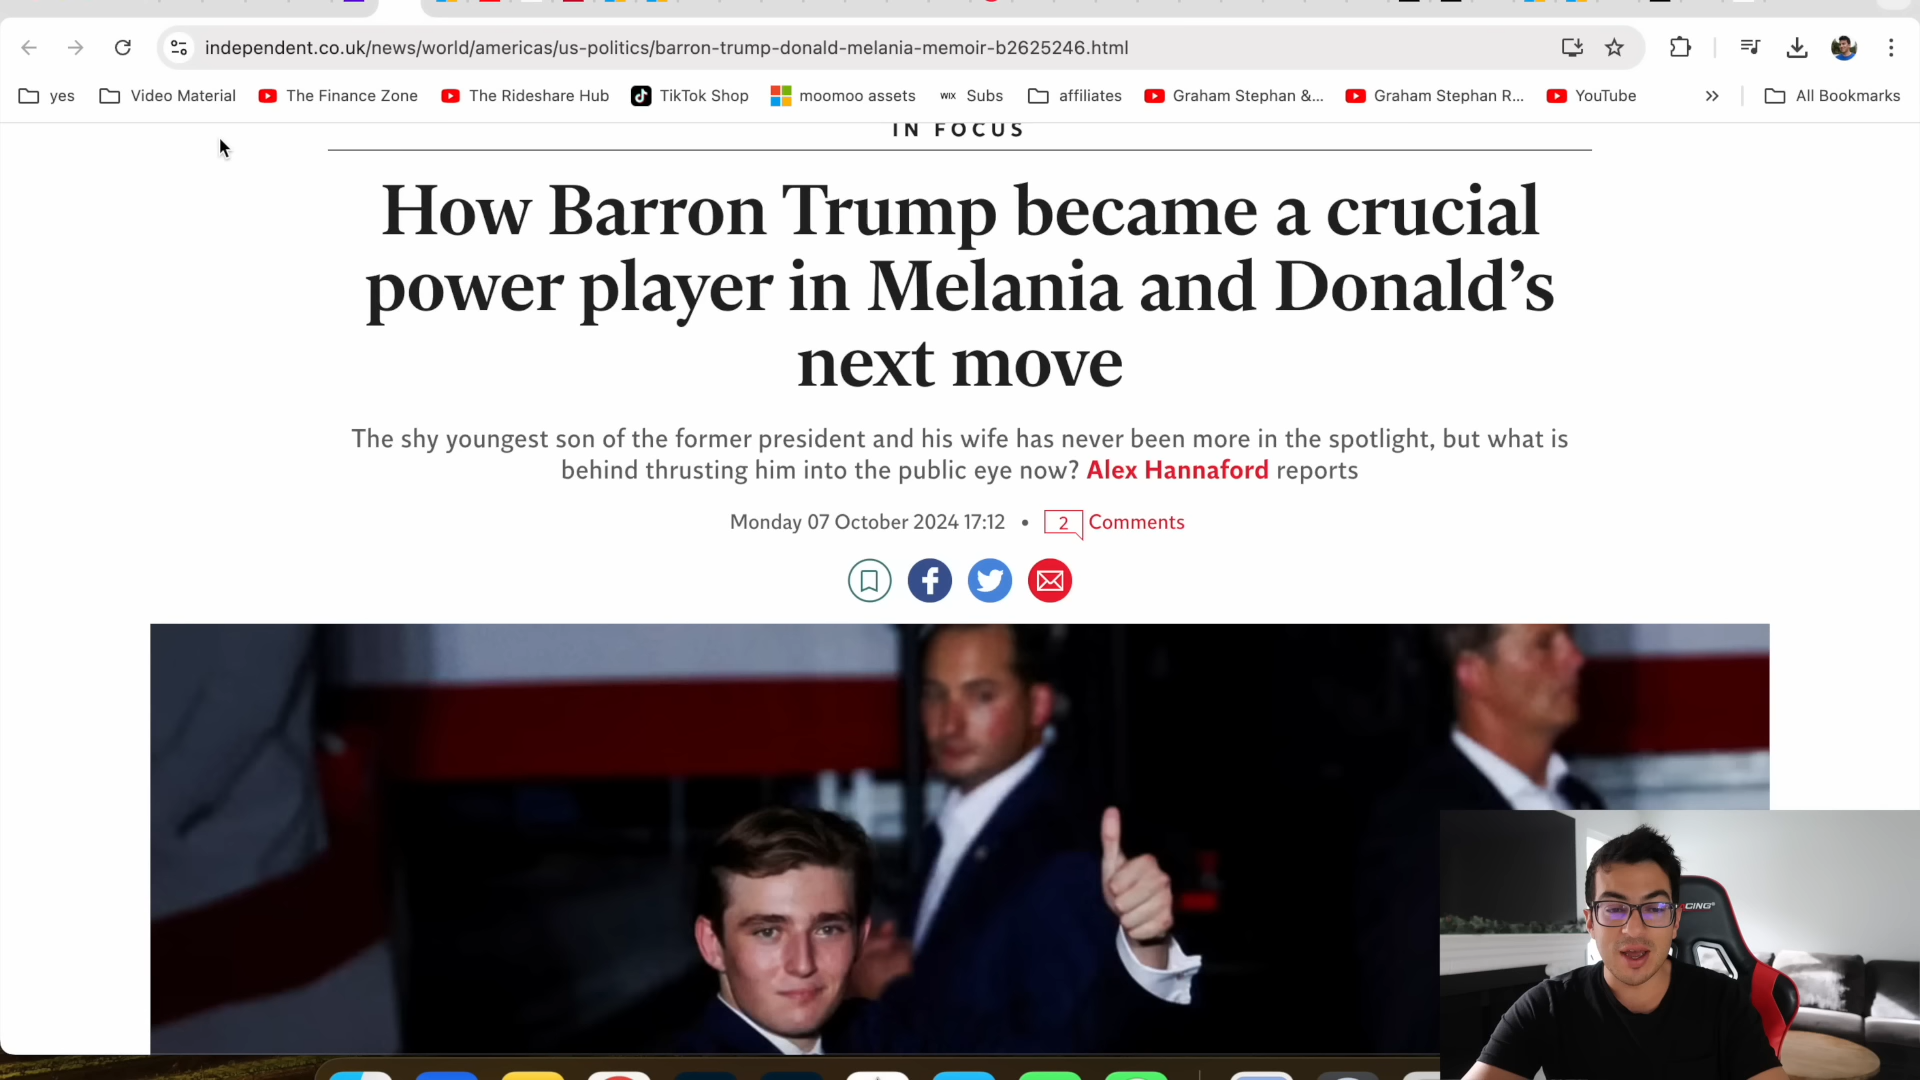 independent.co.uk/news/world/americas/us-politics/barron-trump-donald-melania-memoir-b2625246.html
yes Video Material The Finance Zone The Rideshare Hub TikTok Shop moomoo assets WIX Subs affiliates Graham Stephan &... Graham Stephan R... YouTube » All Bookmarks
IN FOCUS
How Barron Trump became a crucial
power player in Melania and Donald’s
next move
The shy youngest son of the former president and his wife has never been more in the spotlight, but what is
behind thrusting him into the public eye now? Alex Hannaford reports
Monday 07 October 2024 17:12 • 2 Comments
CING